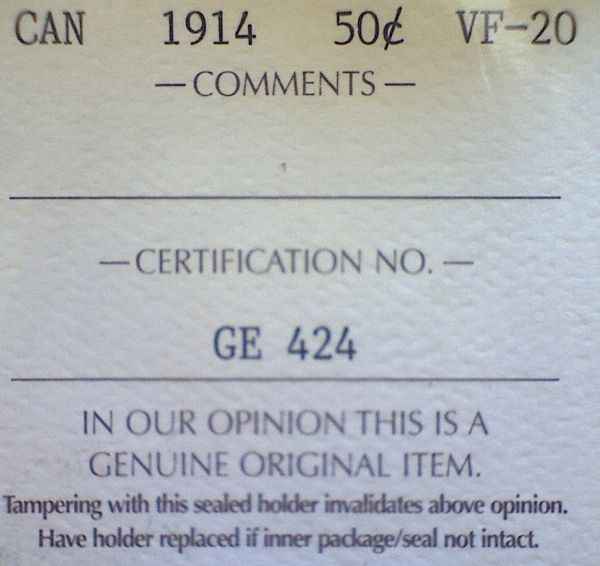 CAN 1914 50¢ VF-20
— COMMENTS —
— CERTIFICATION NO. —
GE 424
IN OUR OPINION THIS IS A
GENUINE ORIGINAL ITEM.
Tampering with this sealed holder invalidates above opinion.
Have holder replaced if inner package/seal not intact.